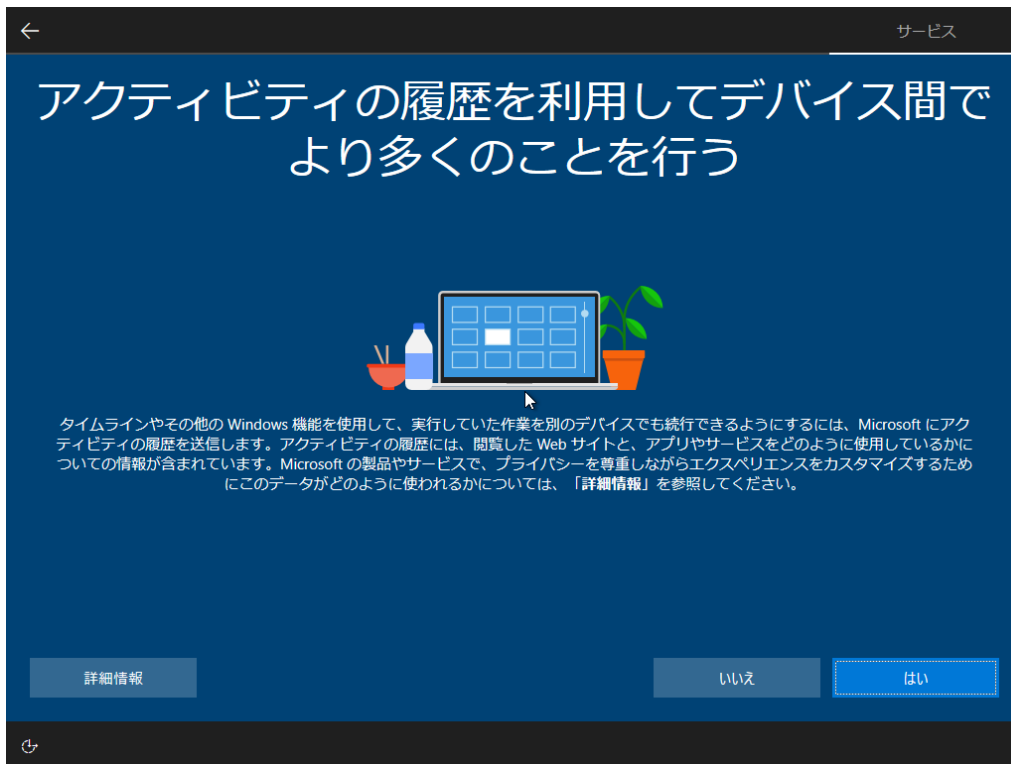 サービス
アクティビティの履歴を利用してデバイス間で
より多くのことを行う
タイムラインやその他の Windows 機能を使用して、実行していた作業を別のデバイスでも続行できるようにするには、Microsoft にアク
ティビティの履歴を送信します。アクティビティの履歴には、閲覧した Web サイトと、アプリやサービスをどのように使用しているかに
ついての情報が含まれています。Microsoft の製品やサービスで、プライバシーを尊重しながらエクスペリエンスをカスタマイズするため
にこのデータがどのように使われるかについては、「詳細情報」を参照してください。
詳細情報
いいえ
はい